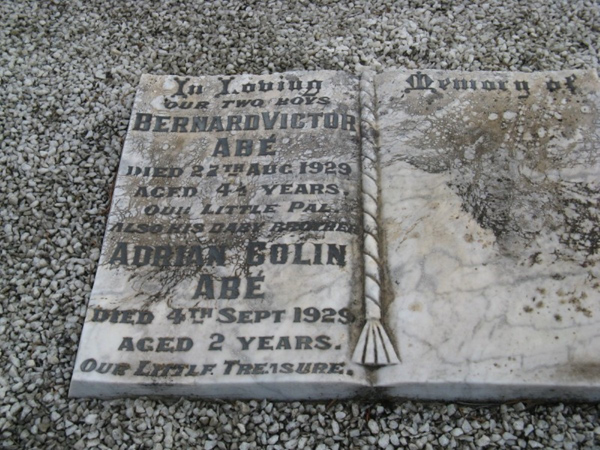 In Loving Memory of
OUR TWO BOYS
BERNARD VICTOR
ABÉ
DIED 27TH AUG 1929
AGED 4½ YEARS.
OUR LITTLE PAL.
ALSO HIS BABY BROTHER
ADRIAN COLIN
ABÉ
DIED 4TH SEPT 1929
AGED 2 YEARS.
OUR LITTLE TREASURE.